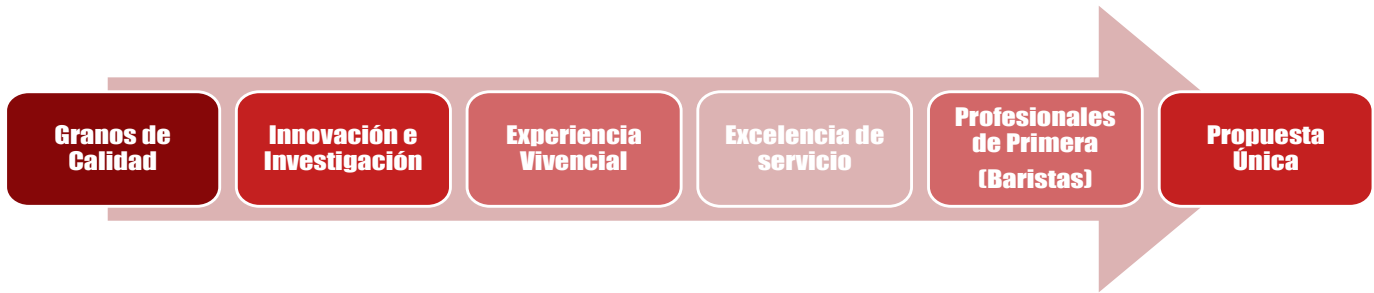 Granos de
Calidad
Innovación e
Investigación
Experiencia
Vivencial
Excelencia de
servicio
Profesionales
de Primera
(Baristas)
Propuesta
Única